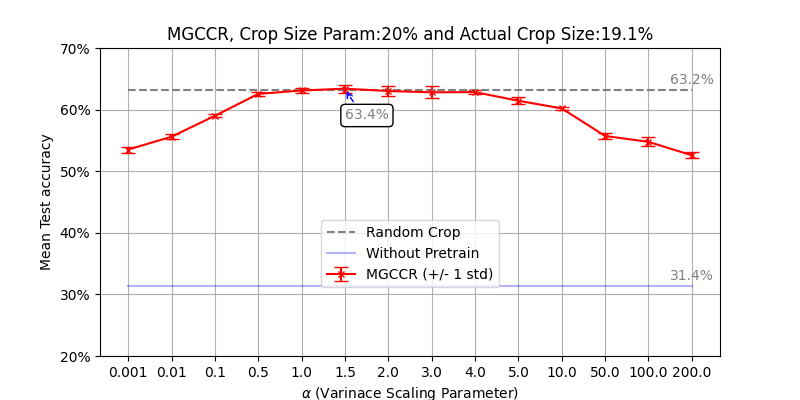 MGCCR, Crop Size Param:20% and Actual Crop Size:19.1%
70%
60%
50%
40%
30%
20%
Mean Test accuracy
63.2%
63.4%
31.4%
Random Crop
Without Pretrain
MGCCR (+/- 1 std)
0.001 0.01 0.1 0.5 1.0 1.5 2.0 3.0 4.0 5.0 10.0 50.0 100.0 200.0
α (Varinace Scaling Parameter)